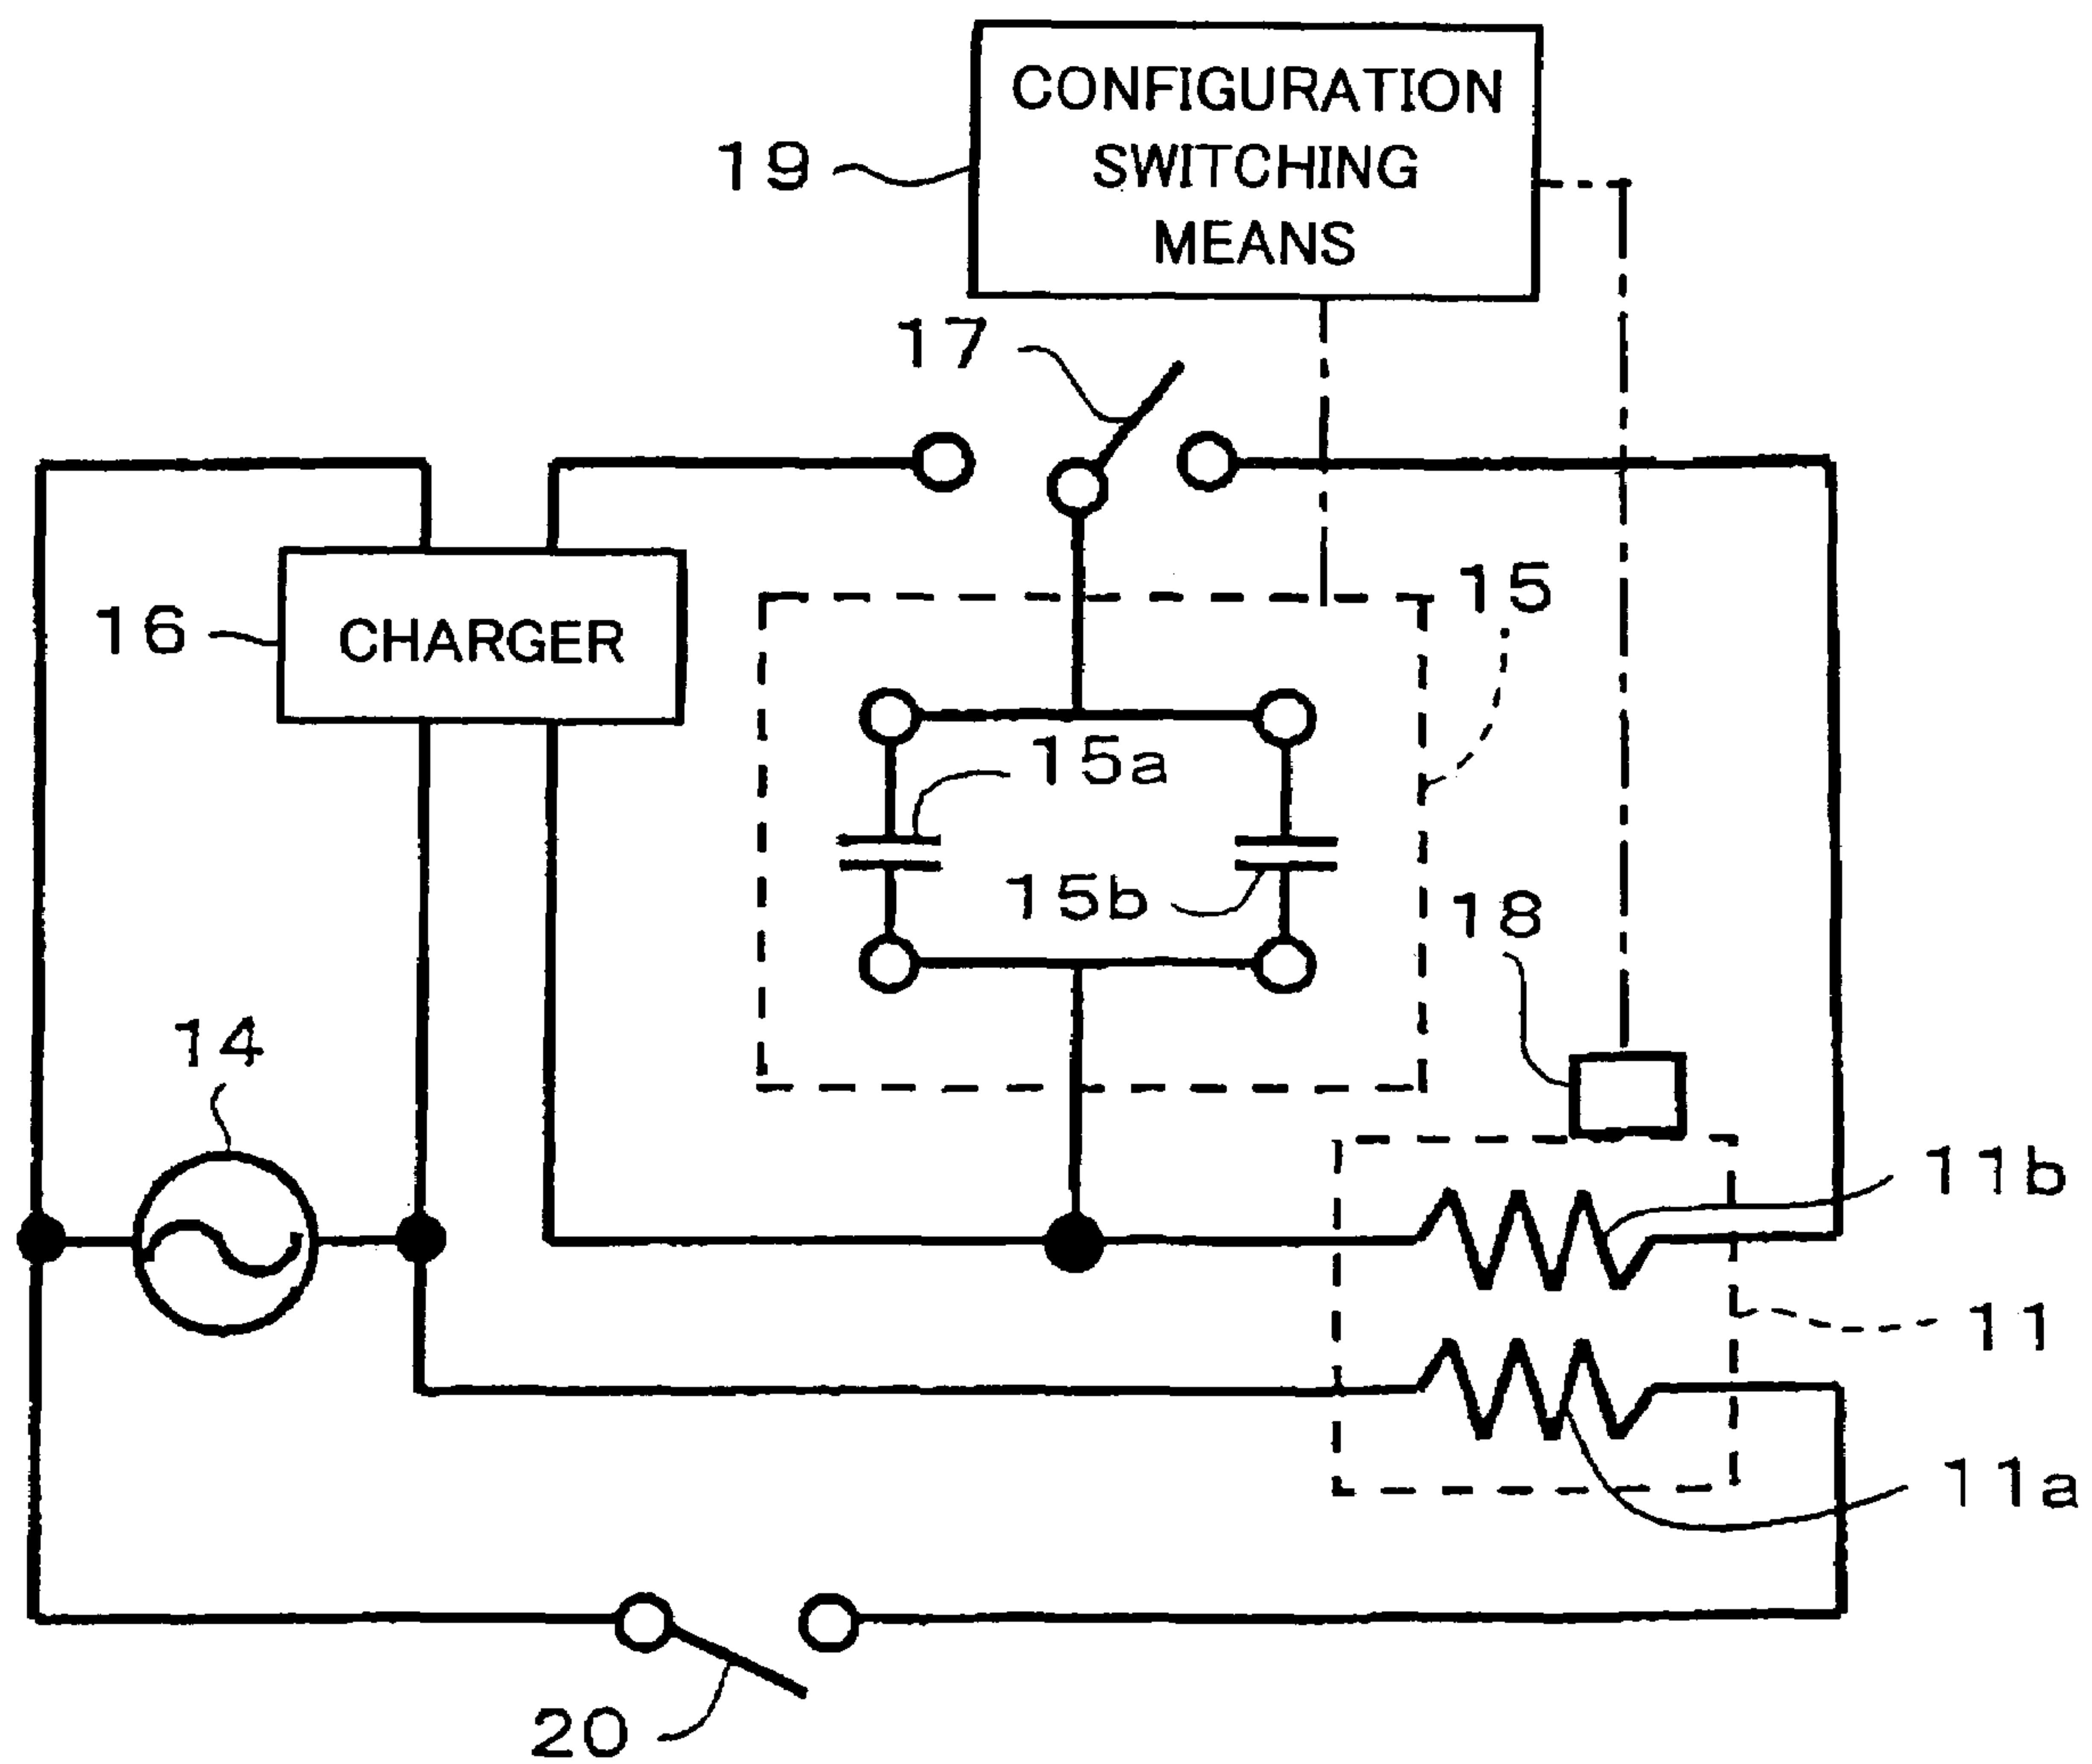 CONFIGURATION
SWITCHING
MEANS
19
17
15
16
CHARGER
15a
15b
18
14
11b
11
11a
20